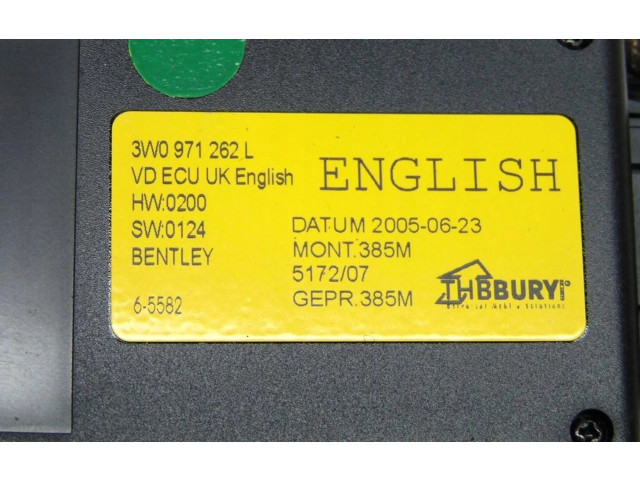 3W0 971 262 L
VD ECU UK English
HW:0200
SW:0124
BENTLEY
6-5582
ENGLISH
DATUM 2005-06-23
MONT.385M
5172/07
GEPR.385M
THBBURY